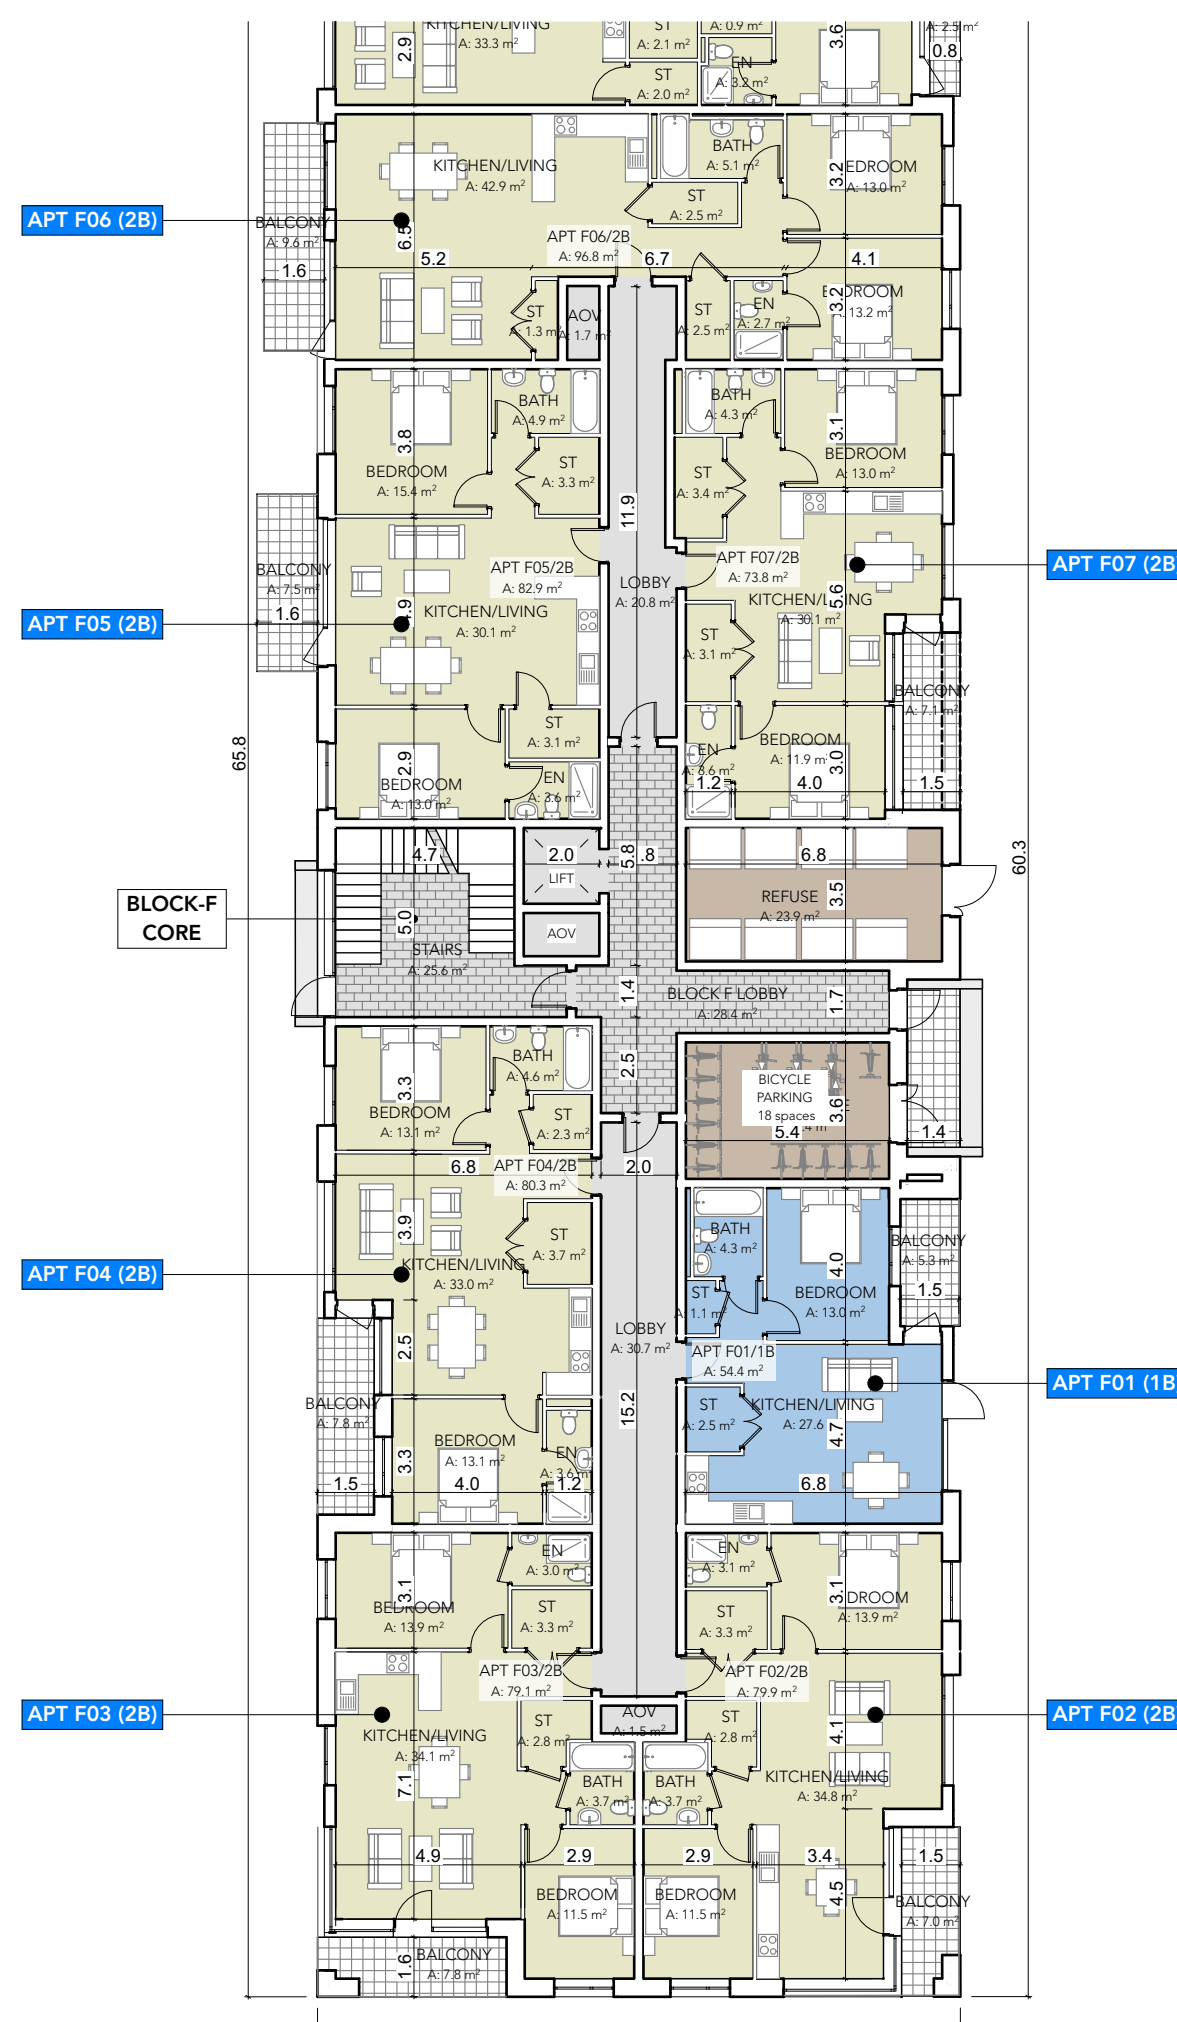 KITCHEN/LIVING
A: 33.3 m²
2.9
ST
A: 2.1 m²
A: 0.9 m²
ST
A: 2.0 m²
EN
A: 3.2 m²
3.6
A: 2.5 m²
0.8
APT F06 (2B)
BALCONY
A: 9.6 m²
1.6
KITCHEN/LIVING
A: 42.9 m²
6.5
5.2
BATH
A: 5.1 m²
ST
A: 2.5 m²
APT F06/2B
A: 96.8 m²
6.7
3.2
A: 13.0 m²
4.1
3.2
A: 13.2 m²
ST
A: 1.3 m²
AOV
A: 1.7 m²
ST
A: 2.5 m²
EN
A: 2.7 m²
BATH
A: 4.9 m²
3.8
BEDROOM
A: 15.4 m²
ST
A: 3.3 m²
11.9
BATH
A: 4.3 m²
ST
A: 3.4 m²
3.1
BEDROOM
A: 13.0 m²
APT F05 (2B)
BALCONY
A: 7.5 m²
1.6
APT F05/2B
A: 82.9 m²
KITCHEN/LIVING
A: 30.1 m²
LOBBY
A: 20.8 m²
APT F07/2B
A: 73.8 m²
KITCHEN/LIVING
A: 30.1 m²
5.6
APT F07 (2B
ST
A: 3.1 m²
BALCONY
A: 7.1 m²
1.5
ST
A: 3.1 m²
2.9
BEDROOM
A: 13.0 m²
EN
A: 3.6 m²
EN
A: 3.6 m²
1.2
BEDROOM
A: 11.9 m²
3.0
4.0
65.8
60.3
4.7
2.0
LIFT
5.8
.8
6.8
3.5
REFUSE
A: 23.9 m²
BLOCK-F
CORE
5.0
STAIRS
A: 25.6 m²
AOV
1.4
BLOCK F LOBBY
A: 28.4 m²
1.7
2.5
3.3
BEDROOM
A: 13.1 m²
BATH
A: 4.6 m²
ST
A: 2.3 m²
BICYCLE
PARKING
18 spaces
3.6
5.4
1.4
6.8
APT F04/2B
A: 80.3 m²
2.0
APT F04 (2B)
3.9
KITCHEN/LIVING
A: 33.0 m²
ST
A: 3.7 m²
2.5
LOBBY
A: 30.7 m²
15.2
BATH
A: 4.3 m²
ST
A: 1.1 m²
4.0
BEDROOM
A: 13.0 m²
BALCONY
A: 5.3 m²
1.5
APT F01/1B
A: 54.4 m²
APT F01 (1B
ST
A: 2.5 m²
KITCHEN/LIVING
A: 27.6
4.7
6.8
BALCONY
A: 7.8 m²
1.5
3.3
BEDROOM
A: 13.1 m²
4.0
EN
A: 3.6 m²
1.2
3.1
BEDROOM
A: 13.9 m²
EN
A: 3.0 m²
ST
A: 3.3 m²
EN
A: 3.1 m²
ST
A: 3.3 m²
3.1
A: 13.9 m²
APT F03 (2B)
APT F03/2B
A: 79.1 m²
KITCHEN/LIVING
A: 34.1 m²
7.1
ST
A: 2.8 m²
AOV
A: 1.5 m²
APT F02/2B
A: 79.9 m²
ST
A: 2.8 m²
4.1
KITCHEN/LIVING
A: 34.8 m²
APT F02 (2B
BATH
A: 3.7 m²
BATH
A: 3.7 m²
4.9
2.9
BEDROOM
A: 11.5 m²
2.9
BEDROOM
A: 11.5 m²
3.4
4.5
1.5
BALCONY
A: 7.0 m²
1.6
BALCONY
A: 7.8 m²